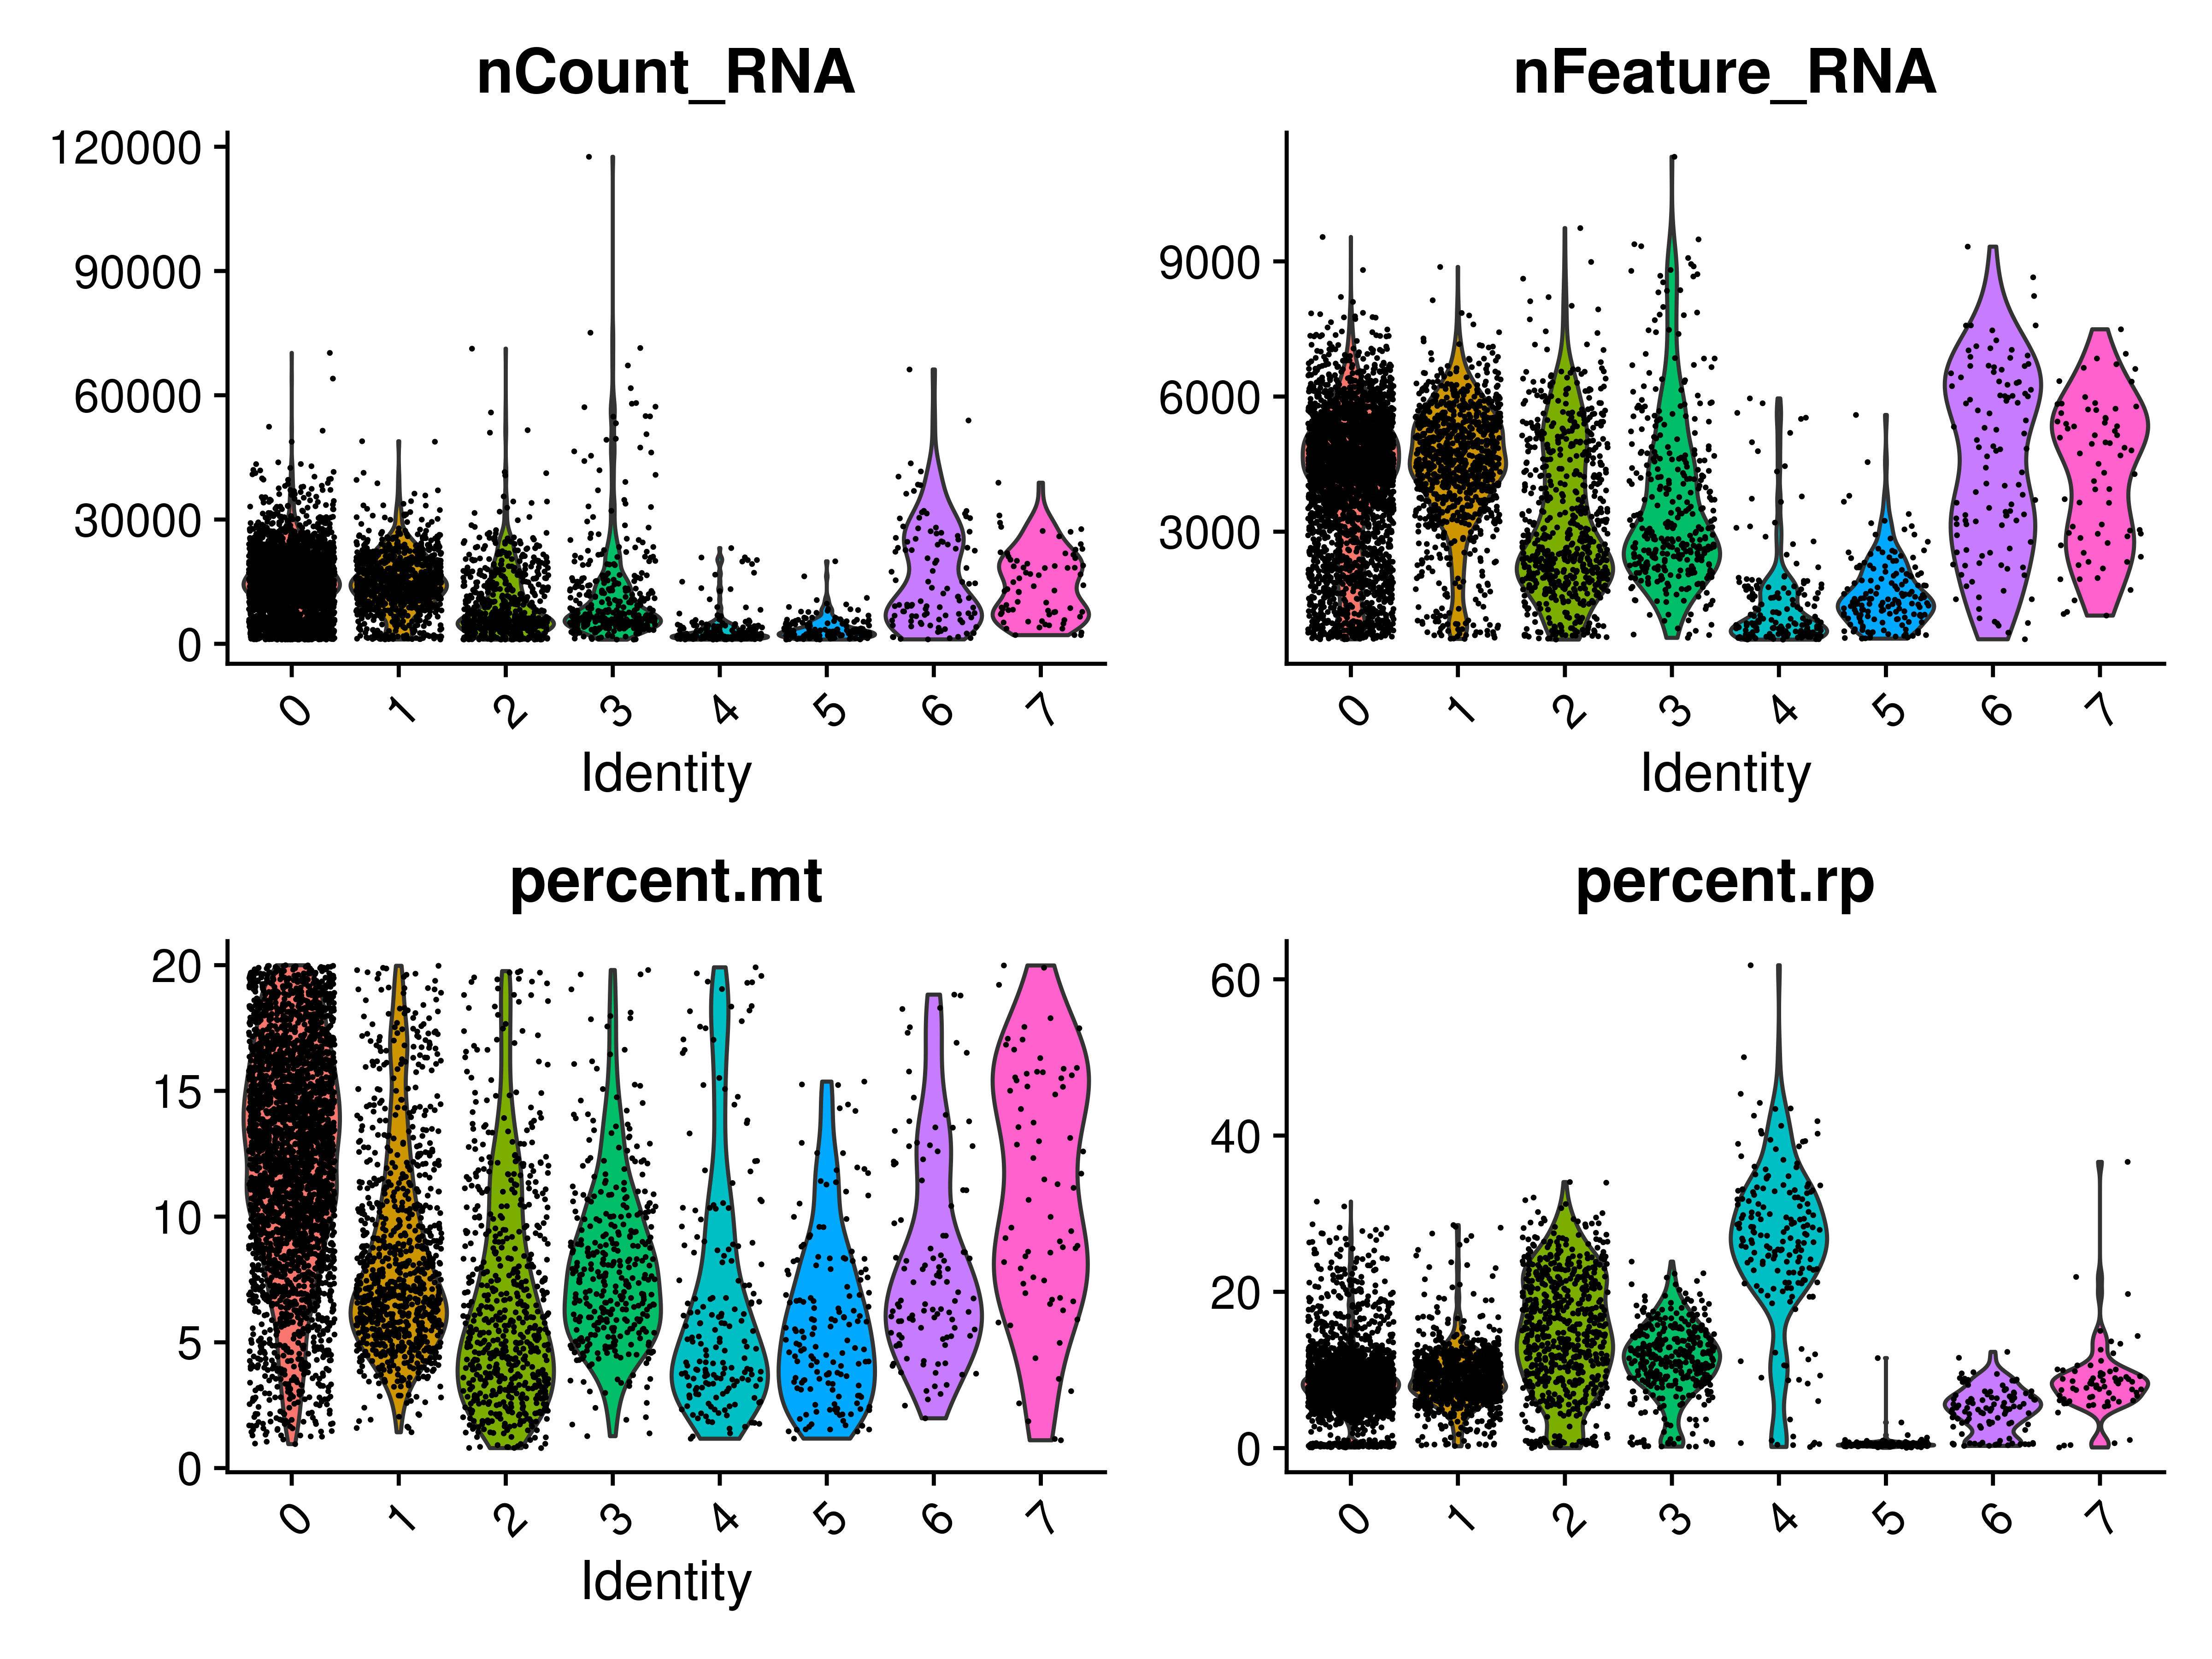 nCount_RNA
120000
90000
60000
30000
0
0 1 2 3 4 5 6 7
Identity
nFeature_RNA
9000
6000
3000
0 1 2 3 4 5 6 7
Identity
percent.mt
20
15
10
5
0
0 1 2 3 4 5 6 7
Identity
percent.rp
60
40
20
0
0 1 2 3 4 5 6 7